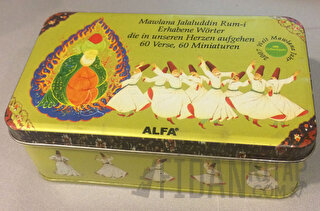 Mawlana Jalaluddin Rum-i
Erhabene Wörter
die in unseren Herzen aufgehen
60 Verse, 60 Miniaturen
ALFA®